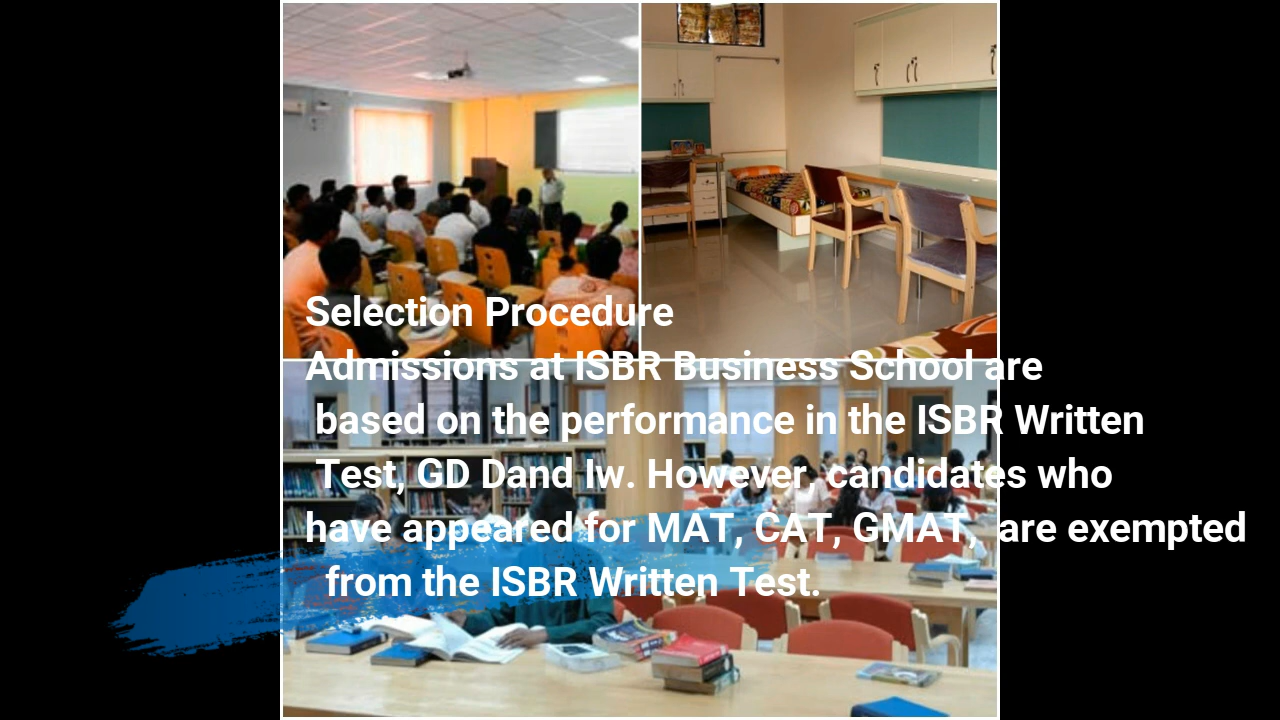 Selection Procedure
Admissions at ISBR Business School are
based on the performance in the ISBR Written
Test, GD Dand Iw. However, candidates who
have appeared for MAT, CAT, GMAT,  are exempted
from the ISBR Written Test.